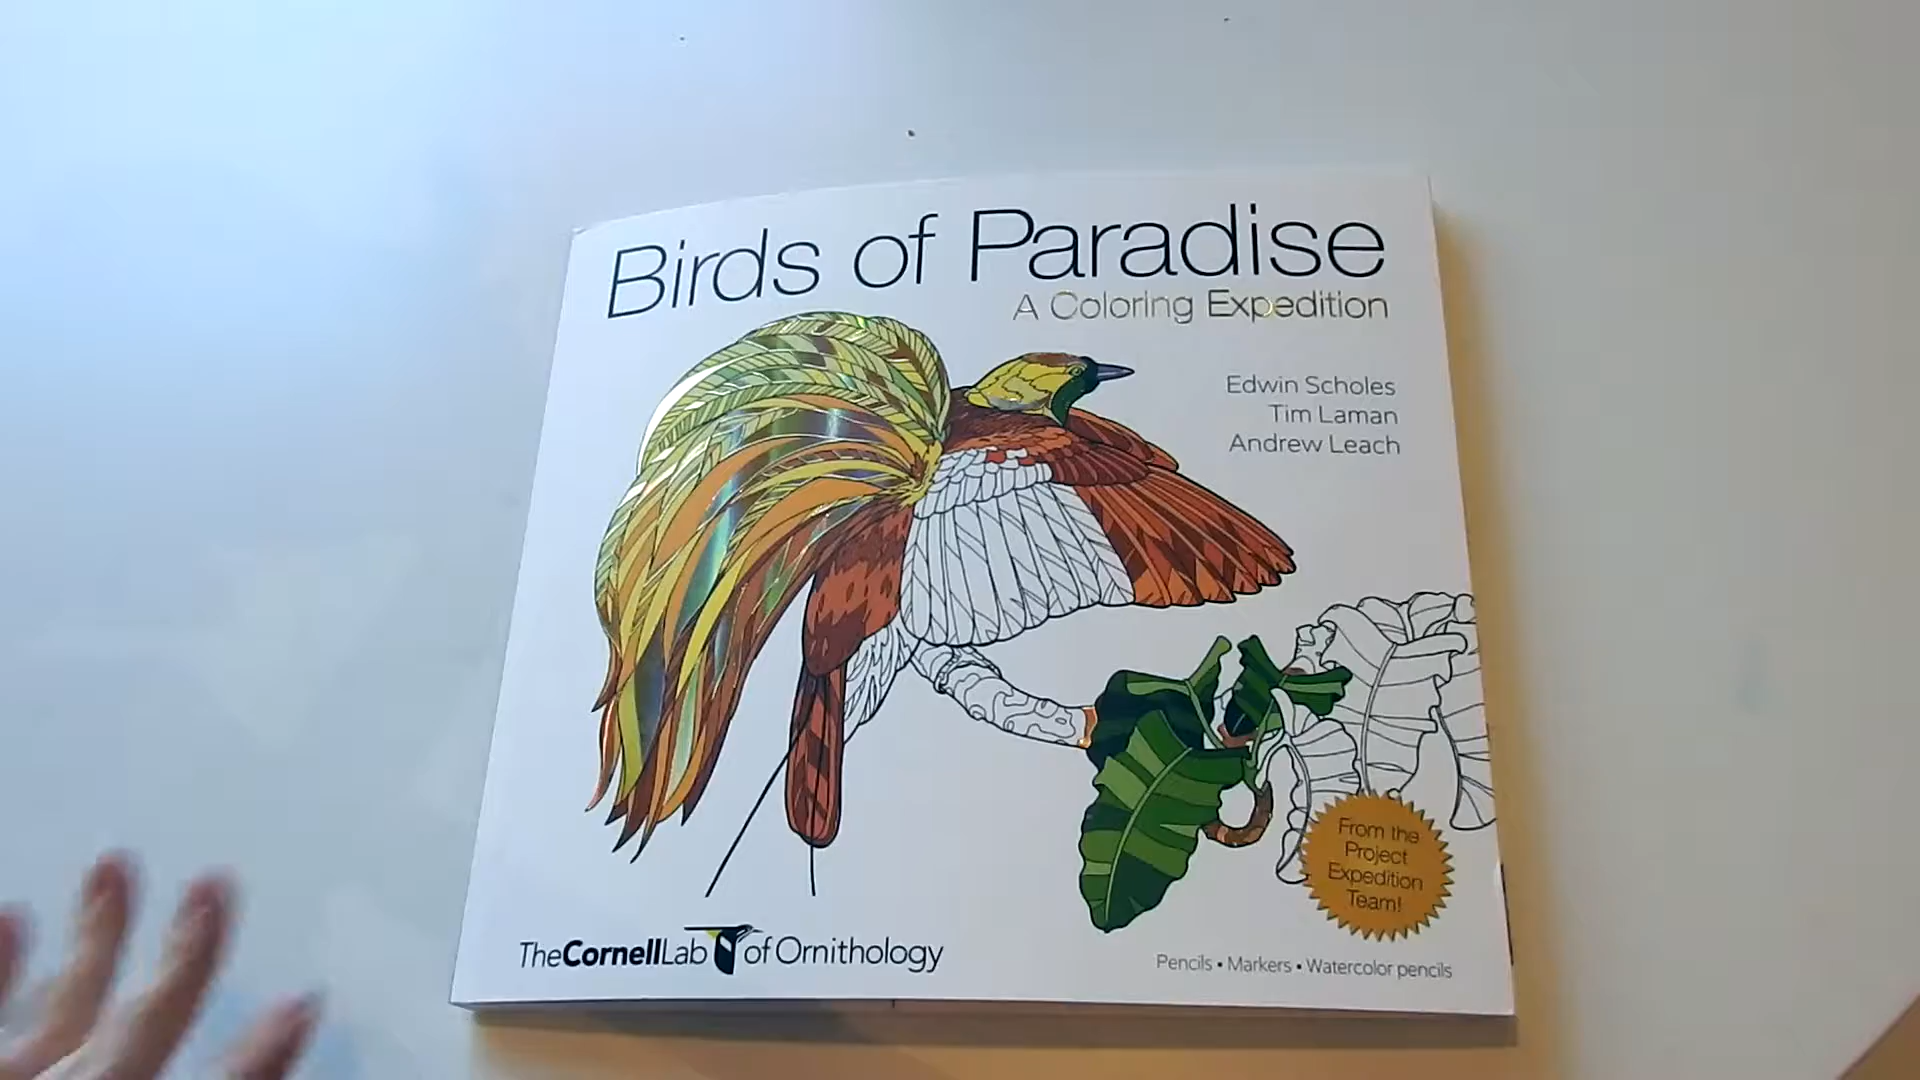 Birds of Paradise
A Coloring Expedition
Edwin Scholes
Tim Laman
Andrew Leach
From the
Project
Expedition
Team!
TheCornellLab of Ornithology
Pencils • Markers • Watercolor pencils